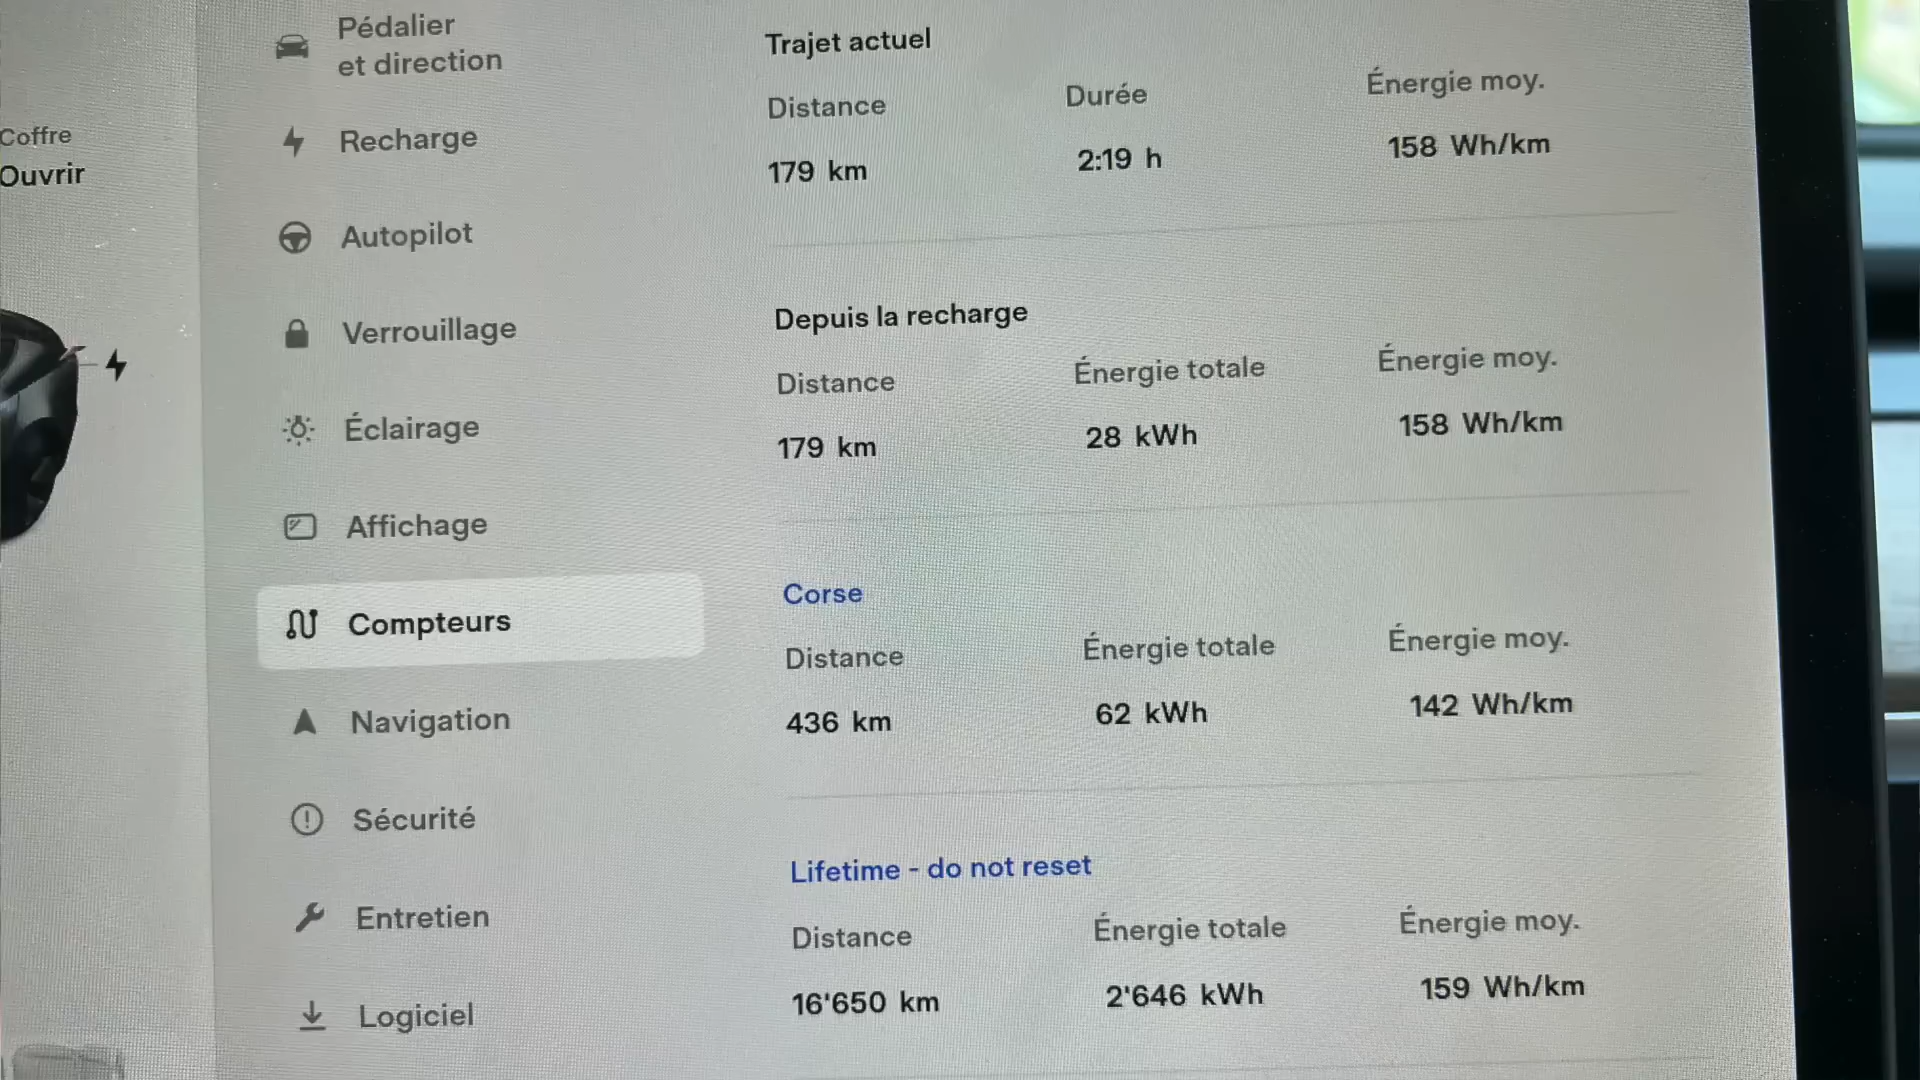 Coffre
Ouvrir
Pédalier
et direction
Recharge
Autopilot
Verrouillage
Éclairage
Affichage
Compteurs
Navigation
Sécurité
Entretien
Logiciel
Trajet actuel
Distance Durée Énergie moy.
179 km 2:19 h 158 Wh/km
Depuis la recharge
Distance Énergie totale Énergie moy.
179 km 28 kWh 158 Wh/km
Corse
Distance Énergie totale Énergie moy.
436 km 62 kWh 142 Wh/km
Lifetime - do not reset
Distance Énergie totale Énergie moy.
16'650 km 2'646 kWh 159 Wh/km